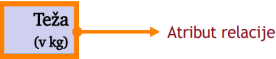 Teža
(v kg)
Atribut relacije